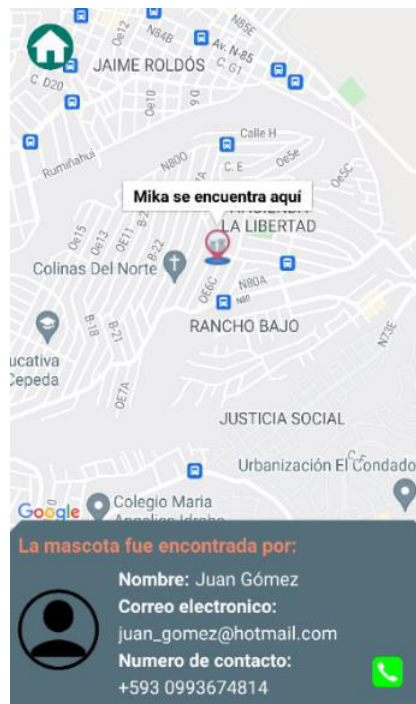 N85E
Oe12
N84B
Av. N-85
JAIME ROLDÓS
C. G1
C. D20
Oe10
D6
Calle H
Rumiñahui
N80O
C. E
Oe5e
Oe5C
Mika se encuentra aquí
LA LIBERTAD
Oe15
Oe13
OE11
B-22
Colinas Del Norte
OE6C
N80A
B-18
B-21
RANCHO BAJO
N73E
ucativa
Cepeda
OE7A
JUSTICIA SOCIAL
Urbanización El Condado
Google
Colegio Maria
La mascota fue encontrada por:
Nombre: Juan Gómez
Correo electronico:
juan_gomez@hotmail.com
Numero de contacto:
+593 0993674814